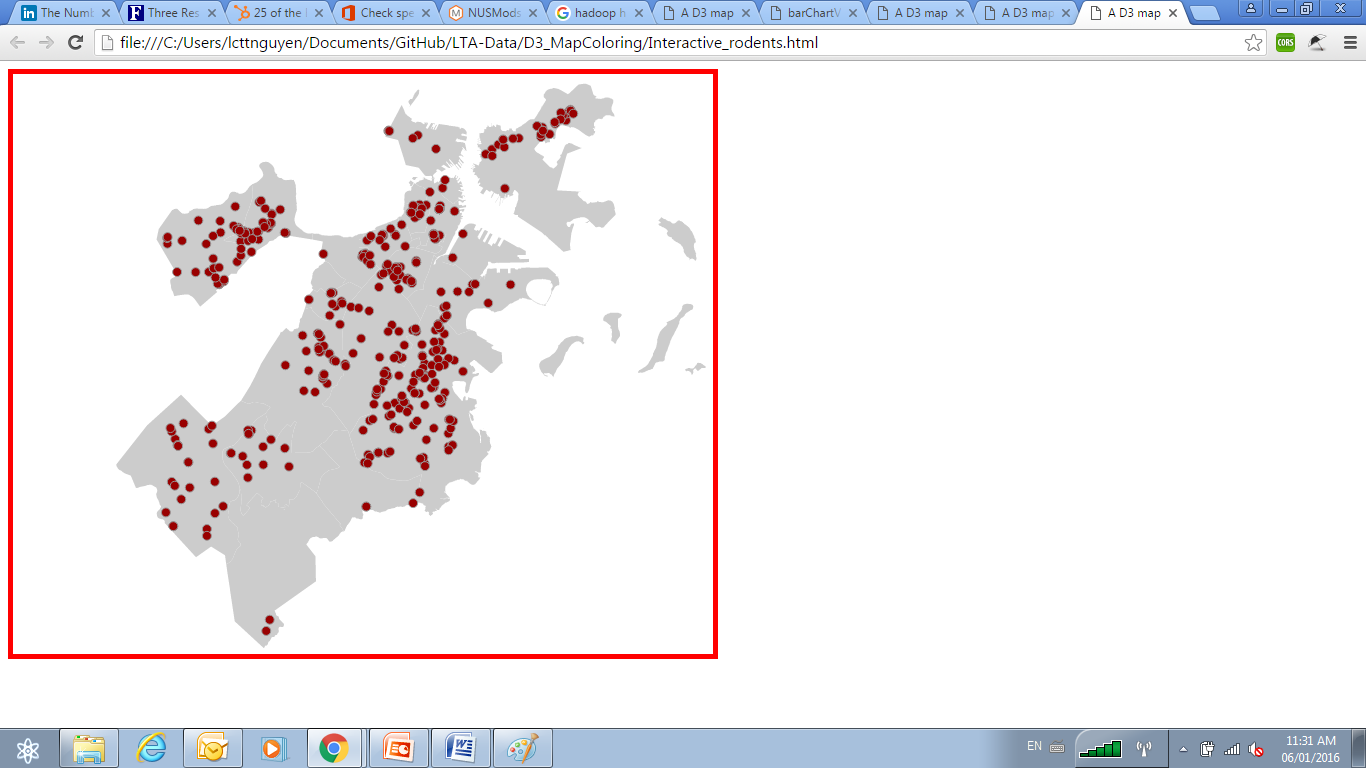 The Numb
Three Res
25 of the
Check spe
NUSMods
hadoop h
A D3 map
barChartV
A D3 map
A D3 map
A D3 map
file:///C:/Users/lcttnguyen/Documents/GitHub/LTA-Data/D3_MapColoring/Interactive_rodents.html
CORS
EN
11:31 AM
06/01/2016